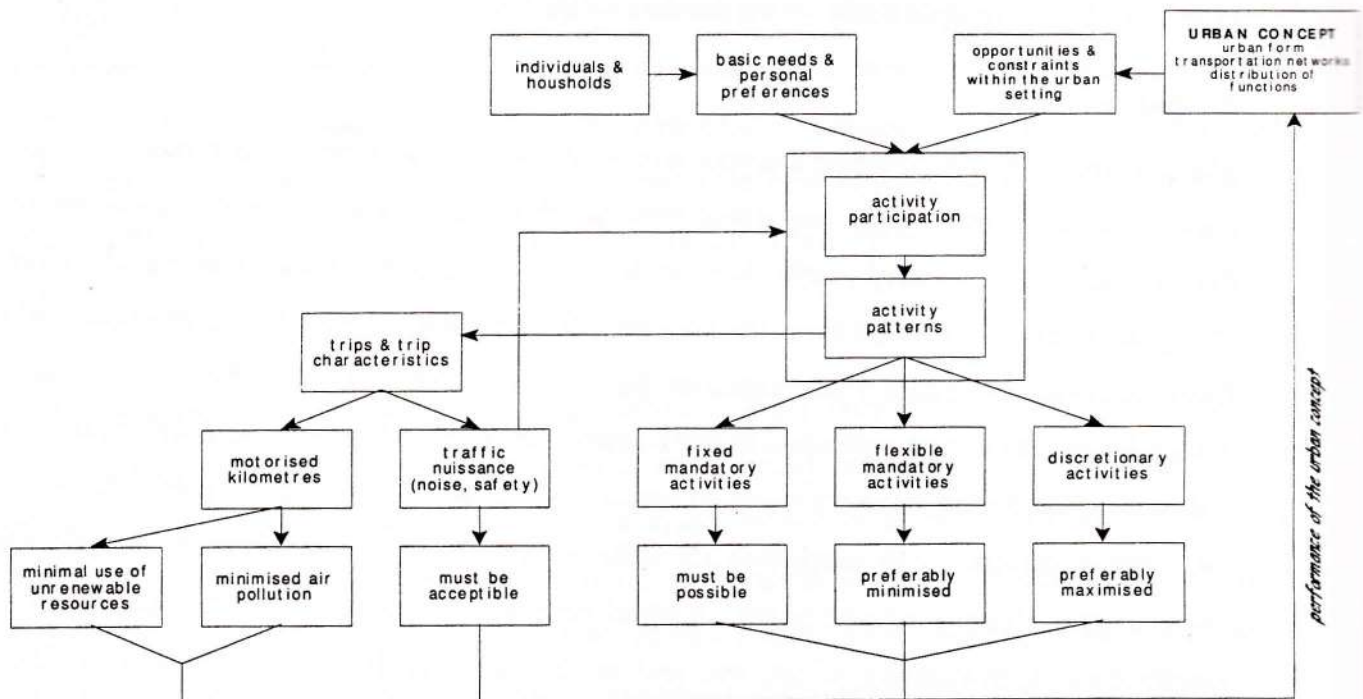 individuals &
housholds
basic needs &
personal
preferences
opportunities &
constraints
within the urban
setting
URBAN CONCEPT
urban form
transportation networks
distribution of
functions
activity
participation
activity
patterns
trips & trip
characteristics
motorised
kilometres
traffic
nuissance
(noise, safety)
fixed
mandatory
activities
flexible
mandatory
activities
discretionary
activities
minimal use of
unrenewable
resources
minimised air
pollution
must be
acceptible
must be
possible
preferably
minimised
preferably
maximised
performance of the urban concept